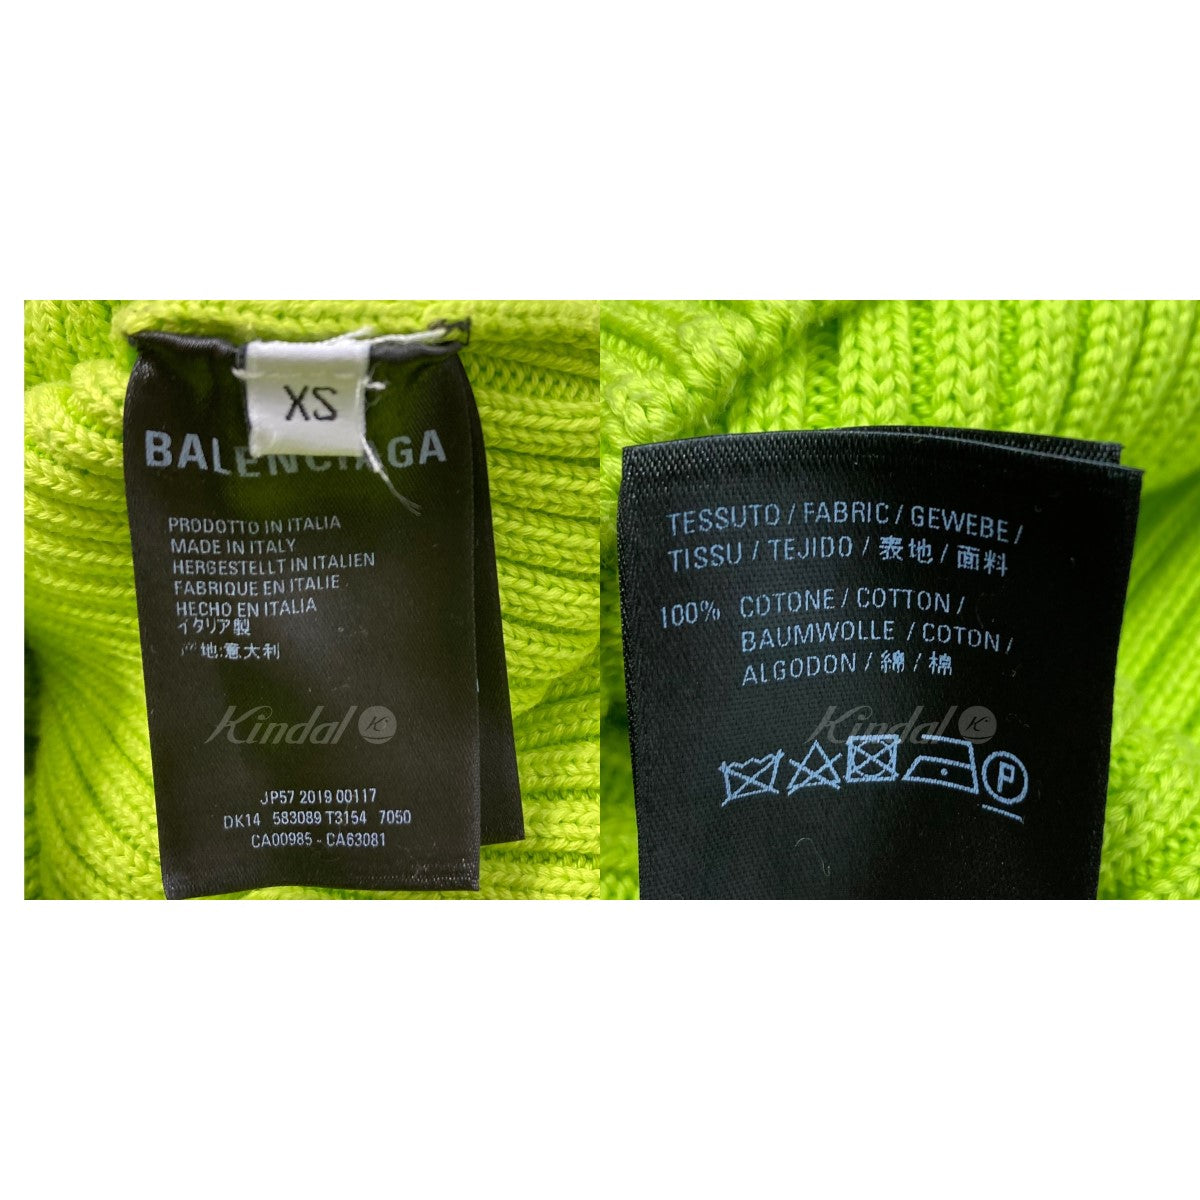 XS
BALENCIAGA
PRODOTTO IN ITALIA
MADE IN ITALY
HERGESTELLT IN ITALIEN
FABRIQUE EN ITALIE
HECHO EN ITALIA
イタリア製
产地:意大利
Kindal
JP57 2019 00117
DK14 583089 T3154 7050
CA00985 - CA63081
TESSUTO / FABRIC / GEWEBE /
TISSU / TEJIDO / 表地 / 面料
100% COTONE / COTTON /
BAUMWOLLE / COTON /
ALGODON / 綿 / 棉
Kindal
P